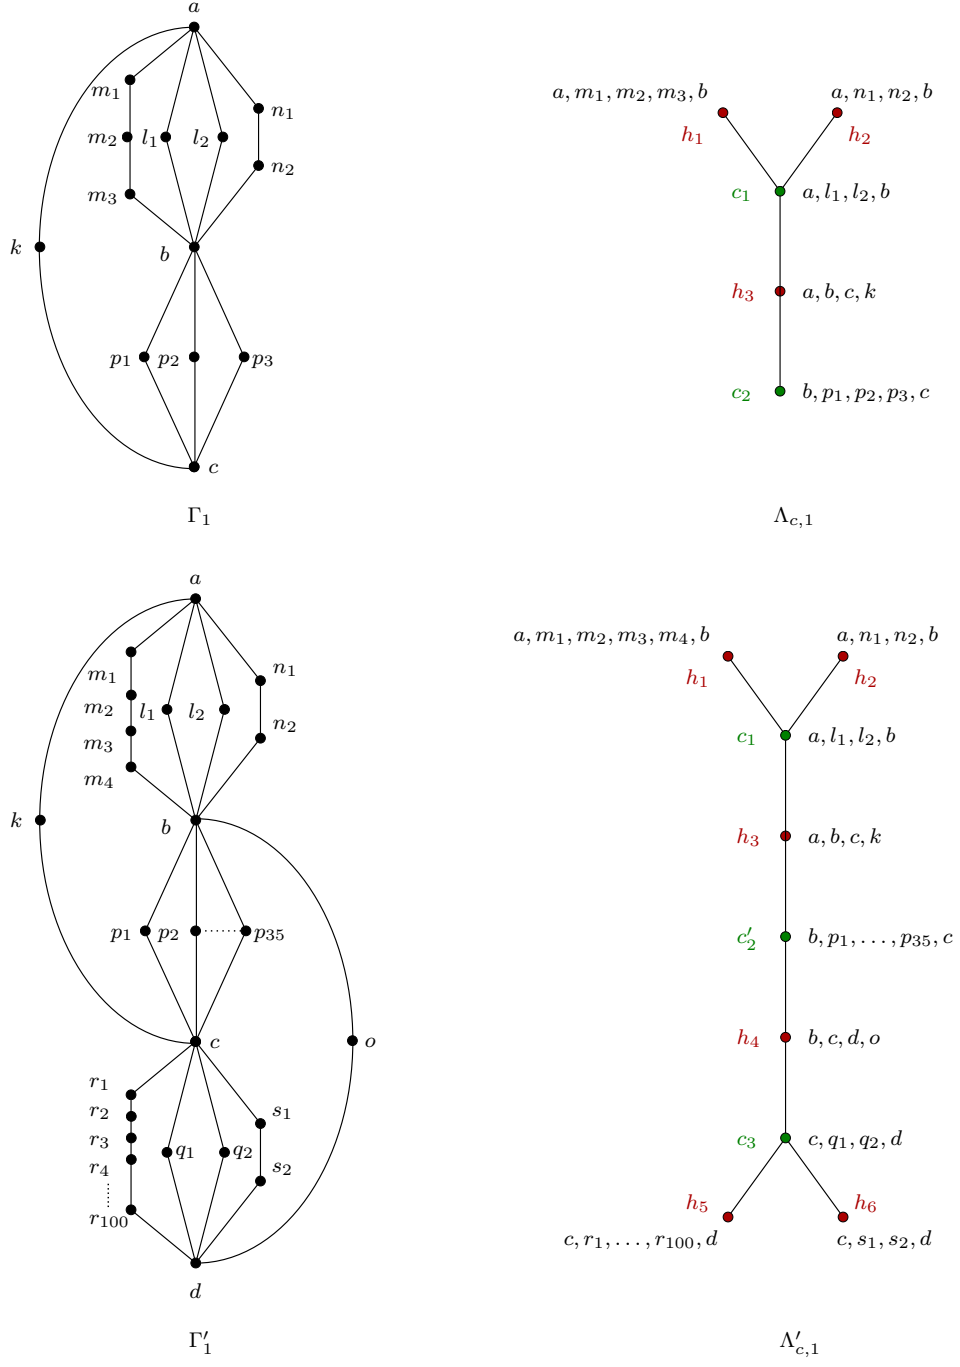 a
m₁
n₁
m₂
l₁
l₂
n₂
m₃
k
b
p₁
p₂
p₃
c
Γ₁
a, m₁, m₂, m₃, b
a, n₁, n₂, b
h₁
h₂
c₁
a, l₁, l₂, b
h₃
a, b, c, k
c₂
b, p₁, p₂, p₃, c
Λ_{c,1}
a
m₁
n₁
m₂
l₁
l₂
n₂
m₃
m₄
k
b
p₁
p₂
p₃₅
c
o
r₁
r₂
s₁
r₃
q₁
q₂
r₄
s₂
r₁₀₀
d
Γ′₁
a, m₁, m₂, m₃, m₄, b
a, n₁, n₂, b
h₁
h₂
c₁
a, l₁, l₂, b
h₃
a, b, c, k
c′₂
b, p₁, …, p₃₅, c
h₄
b, c, d, o
c₃
c, q₁, q₂, d
h₅
h₆
c, r₁, …, r₁₀₀, d
c, s₁, s₂, d
Λ′_{c,1}